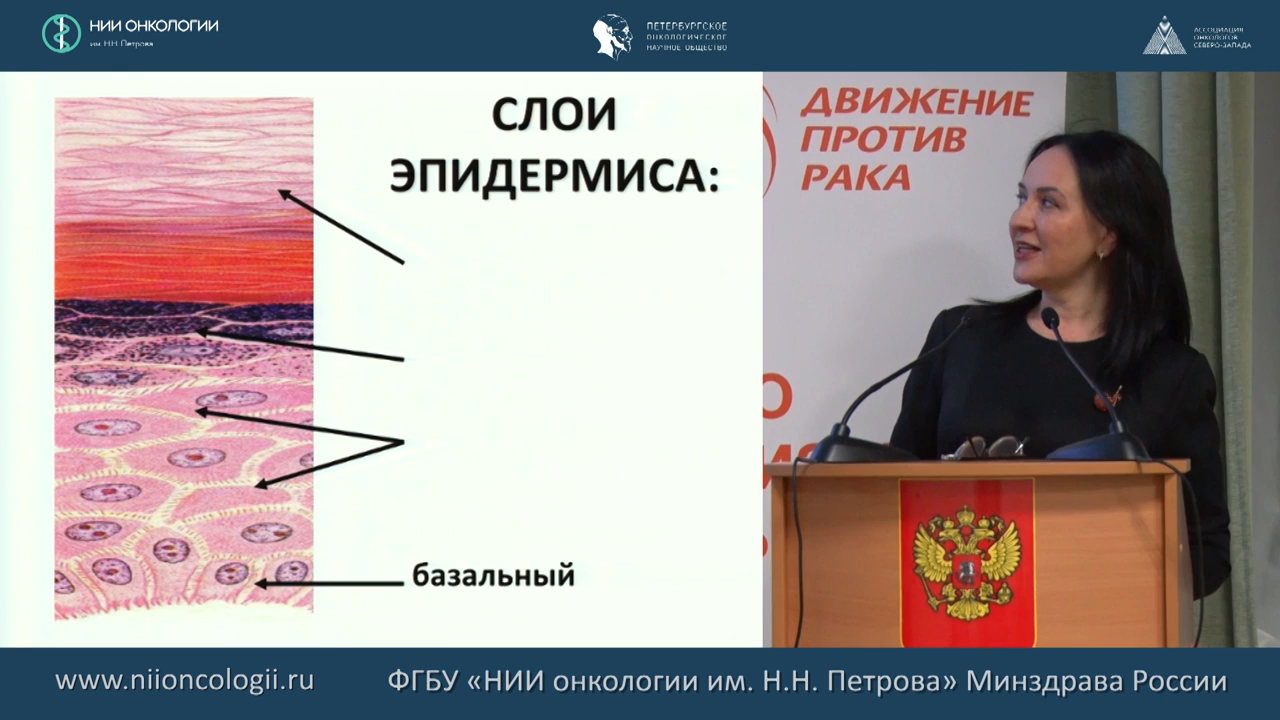 НИИ ОНКОЛОГИИ
им. Н.Н. Петрова
ПЕТЕРБУРГСКОЕ
ОНКОЛОГИЧЕСКОЕ
НАУЧНОЕ ОБЩЕСТВО
АССОЦИАЦИЯ
ОНКОЛОГОВ
СЕВЕРО-ЗАПАДА
СЛОИ
ЭПИДЕРМИСА:
базальный
ДВИЖЕНИЕ
ПРОТИВ
РАКА
www.niioncologii.ru
ФГБУ «НИИ онкологии им. Н.Н. Петрова» Минздрава России